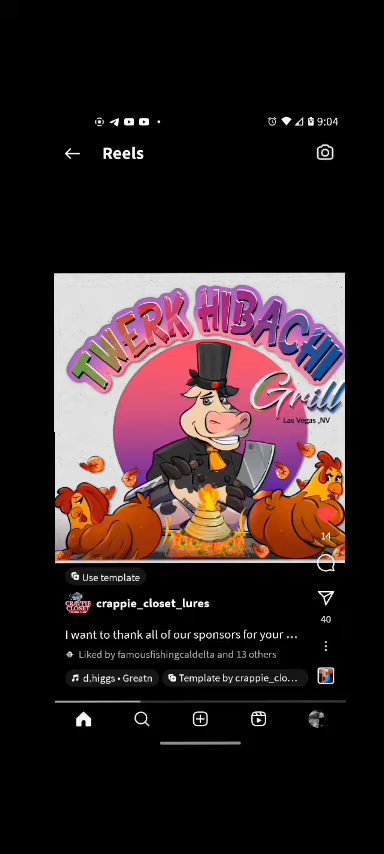 9:04
Reels
TWERK HIBACHI
Grill
Las Vegas ,NV
14
Use template
crappie_closet_lures
40
I want to thank all of our sponsors for your ...
Liked by famousfishingcaldelta and 13 others
d.higgs • Greatn
Template by crappie_clo...